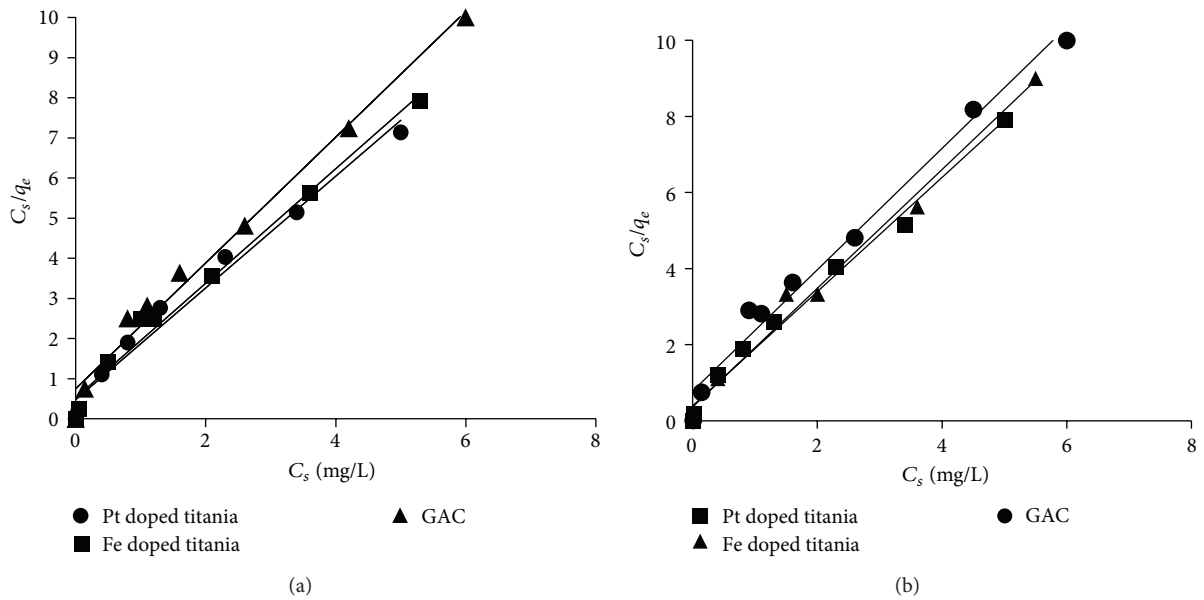 10
9
8
7
6
5
4
3
2
1
0
C_s/q_e
0 2 4 6 8
C_s (mg/L)
Pt doped titania
GAC
Fe doped titania
(a)
10
8
6
4
2
0
C_s/q_e
0 2 4 6 8
C_s (mg/L)
Pt doped titania
GAC
Fe doped titania
(b)